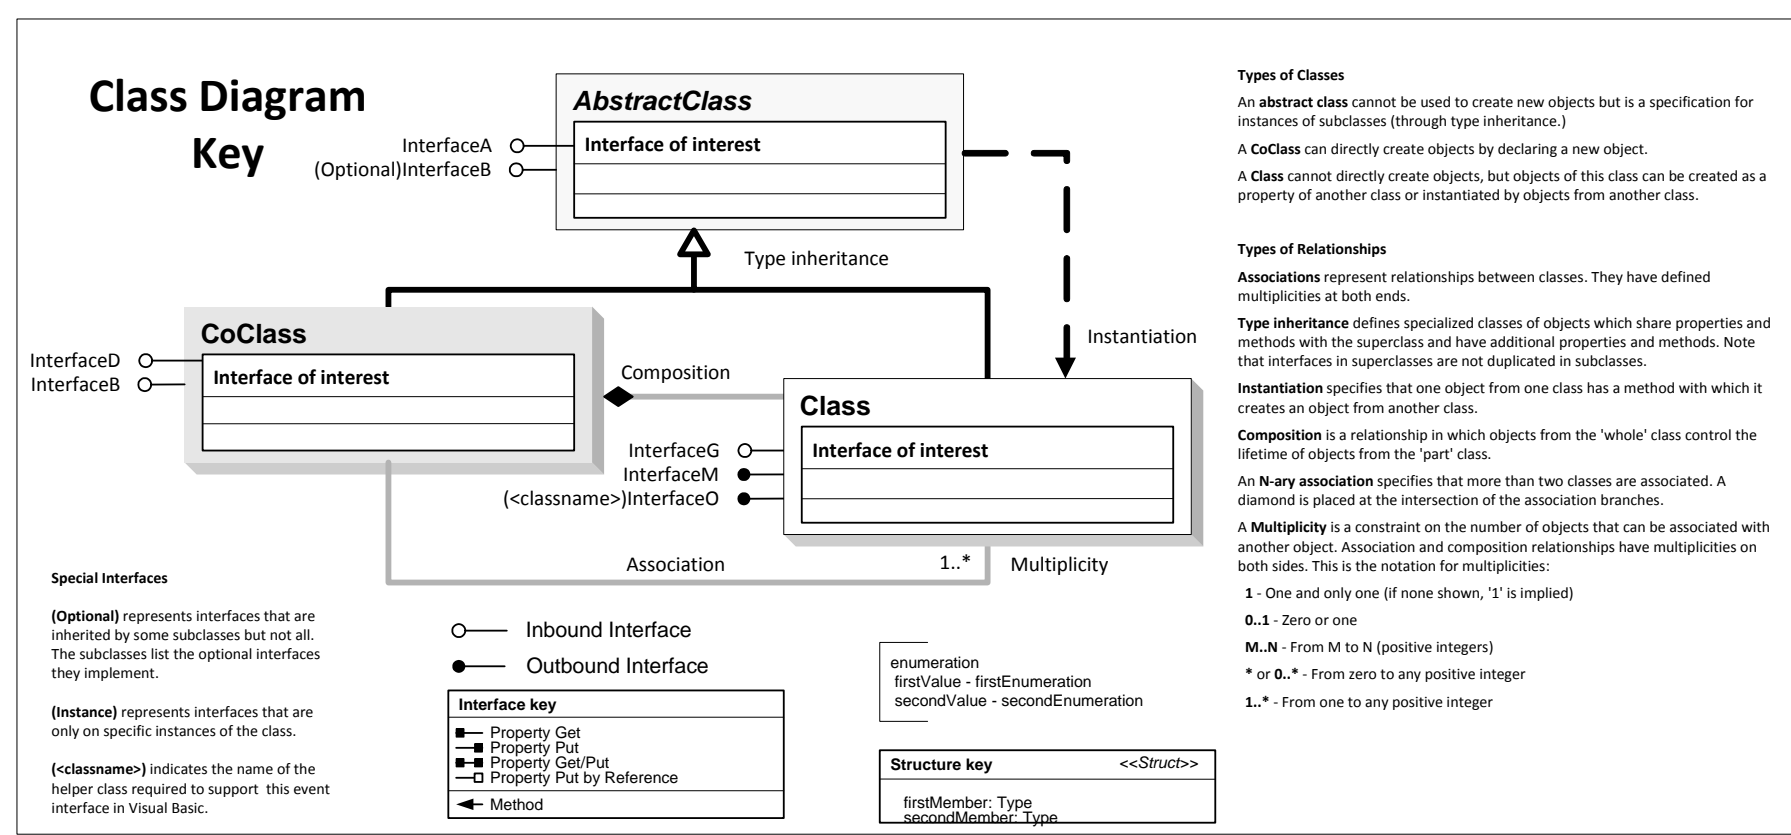 Class Diagram
Key
AbstractClass
Interface of interest
InterfaceA
(Optional)InterfaceB
Type inheritance
Instantiation
CoClass
Interface of interest
InterfaceD
InterfaceB
Composition
Class
Interface of interest
InterfaceG
InterfaceM
(<classname>)InterfaceO
Association
1..*
Multiplicity
Special Interfaces
(Optional) represents interfaces that are
inherited by some subclasses but not all.
The subclasses list the optional interfaces
they implement.
(Instance) represents interfaces that are
only on specific instances of the class.
(<classname>) indicates the name of the
helper class required to support this event
interface in Visual Basic.
Inbound Interface
Outbound Interface
Interface key
Property Get
Property Put
Property Get/Put
Property Put by Reference
Method
enumeration
firstValue - firstEnumeration
secondValue - secondEnumeration
Structure key <<Struct>>
firstMember: Type
secondMember: Type
Types of Classes
An abstract class cannot be used to create new objects but is a specification for
instances of subclasses (through type inheritance.)
A CoClass can directly create objects by declaring a new object.
A Class cannot directly create objects, but objects of this class can be created as a
property of another class or instantiated by objects from another class.
Types of Relationships
Associations represent relationships between classes. They have defined
multiplicities at both ends.
Type inheritance defines specialized classes of objects which share properties and
methods with the superclass and have additional properties and methods. Note
that interfaces in superclasses are not duplicated in subclasses.
Instantiation specifies that one object from one class has a method with which it
creates an object from another class.
Composition is a relationship in which objects from the 'whole' class control the
lifetime of objects from the 'part' class.
An N-ary association specifies that more than two classes are associated. A
diamond is placed at the intersection of the association branches.
A Multiplicity is a constraint on the number of objects that can be associated with
another object. Association and composition relationships have multiplicities on
both sides. This is the notation for multiplicities:
1 - One and only one (if none shown, '1' is implied)
0..1 - Zero or one
M..N - From M to N (positive integers)
* or 0..* - From zero to any positive integer
1..* - From one to any positive integer